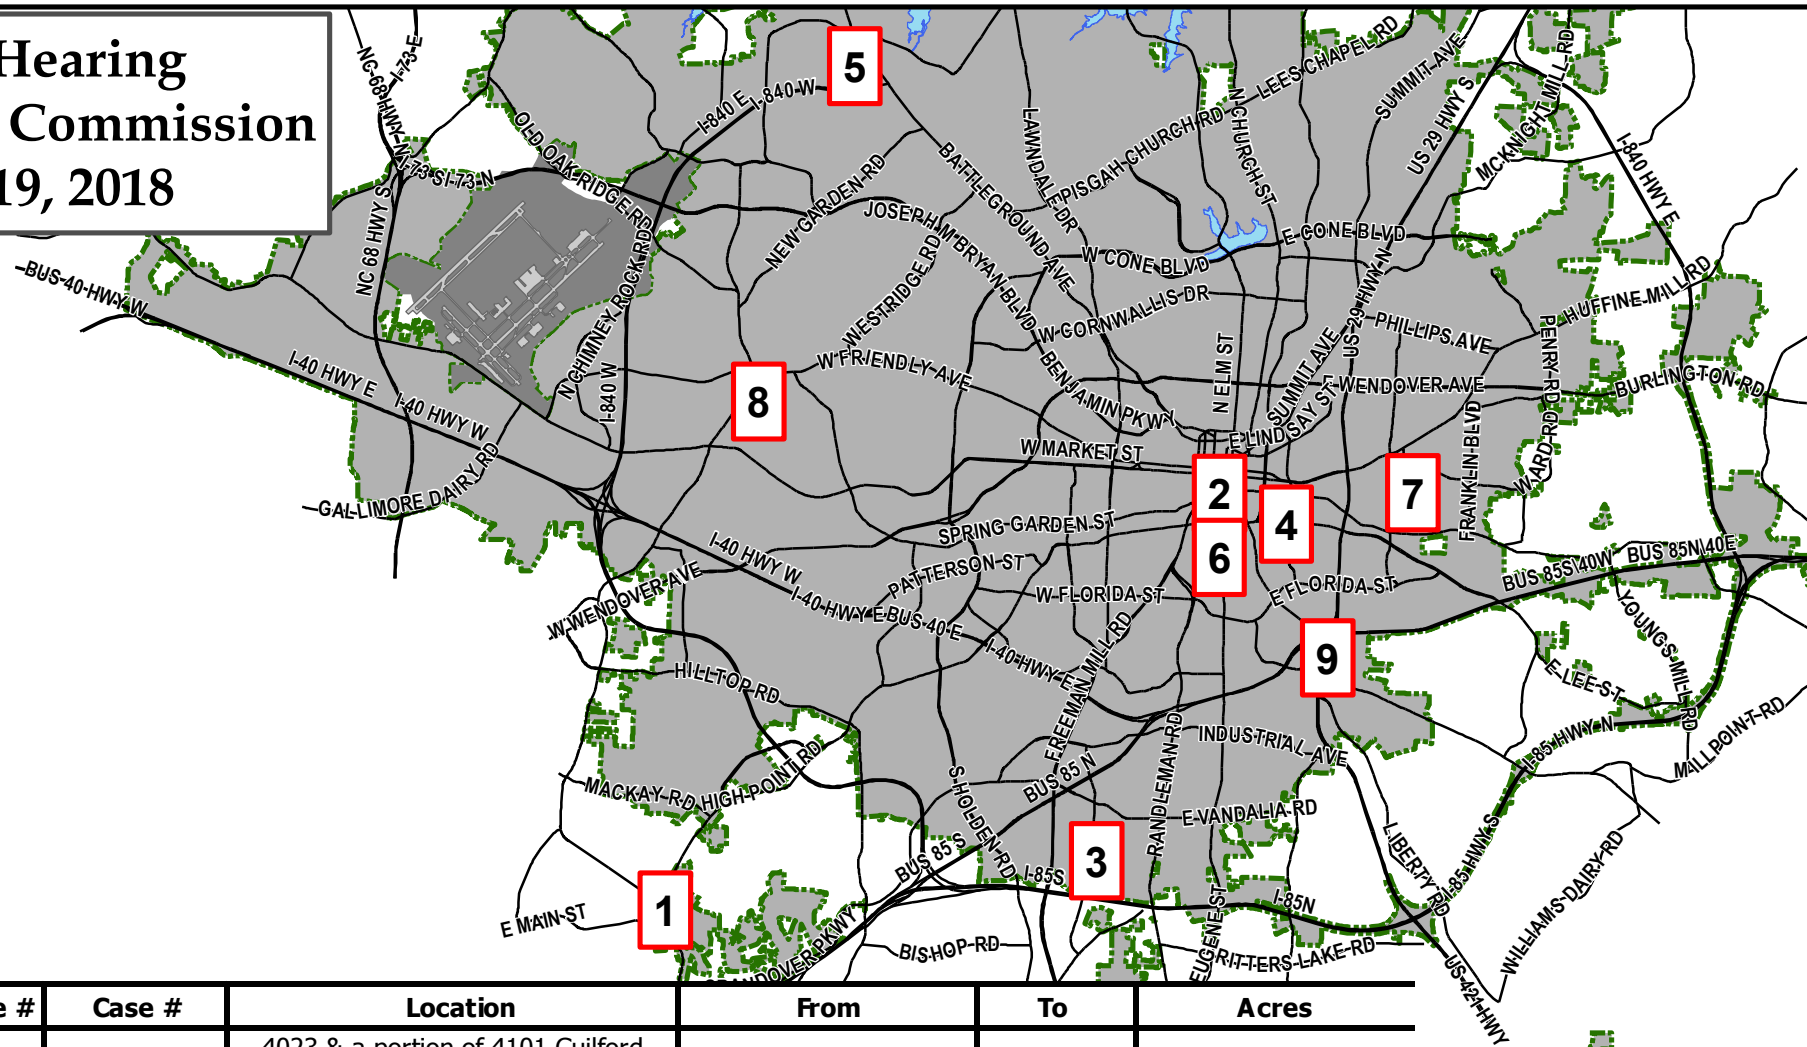 Hearing
Commission
19, 2018
NC-68-HWY-N
I-73-E
I-73 S
I-73 N
OLD OAK RIDGE RD
I-840 E
I-840 W
5
LEES CHAPEL RD
SUMMIT AVE
US 29 HWY S
MCKNIGHT MILL RD
I-840 HWY E
N CHURCH ST
PISGAH CHURCH RD
LAWNDALE DR
BATTLEGROUND AVE
NEW GARDEN RD
JOSEPH M BRYAN BLVD
WESTRIDGE RD
W CONE BLVD
E CONE BLVD
BUS 40 HWY W
NC 68 HWY S
N CHIMNEY ROCK RD
W CORNWALLIS DR
US 29 HWY N
PHILLIPS AVE
HUFFINE MILL RD
PENRY RD
I-40 HWY E
I-40 HWY W
I-840 W
W FRIENDLY AVE
BENJAMIN PKWY
N ELM ST
SUMMIT AVE
WENDOVER AVE
BURLINGTON RD
8
E LINDSAY ST
FRANKLIN BLVD
WARD RD
GALLIMORE DAIRY RD
W MARKET ST
2
4
7
6
SPRING GARDEN ST
PATTERSON ST
I-40 HWY W
W WENDOVER AVE
I-40 HWY E
BUS 40 E
W FLORIDA ST
E FLORIDA ST
BUS 85S\40W
BUS 85N\40E
YOUNGS MILL RD
I-40 HWY E
FREEMAN MILL RD
9
E LEE ST
HILLTOP RD
RANDLEMAN RD
INDUSTRIAL AVE
I-85 HWY N
MILLPOINT RD
MACKAY RD
HIGH POINT RD
S HOLDEN RD
BUS 85 N
E VANDALIA RD
LIBERTY RD
I-85 HWY S
WILLIAMS DAIRY RD
BUS 85 S
I-85S
3
I-85N
1
E MAIN ST
BISHOP RD
EUGENE ST
RITTERS LAKE RD
US 421 HWY
GRANDOVER PKWY
e # Case # Location From To Acres
4023 & a portion of 4101 Guilford